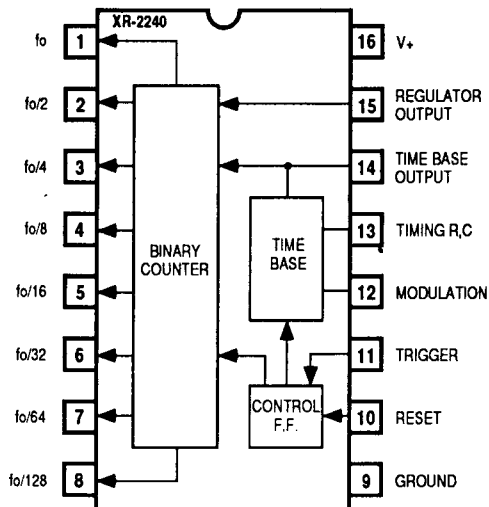 XR-2240
fo 1
16 V+
fo/2 2
15 REGULATOR
OUTPUT
fo/4 3
14 TIME BASE
OUTPUT
fo/8 4
13 TIMING R,C
BINARY
COUNTER
TIME
BASE
fo/16 5
12 MODULATION
fo/32 6
11 TRIGGER
fo/64 7
CONTROL
F.F.
10 RESET
fo/128 8
9 GROUND